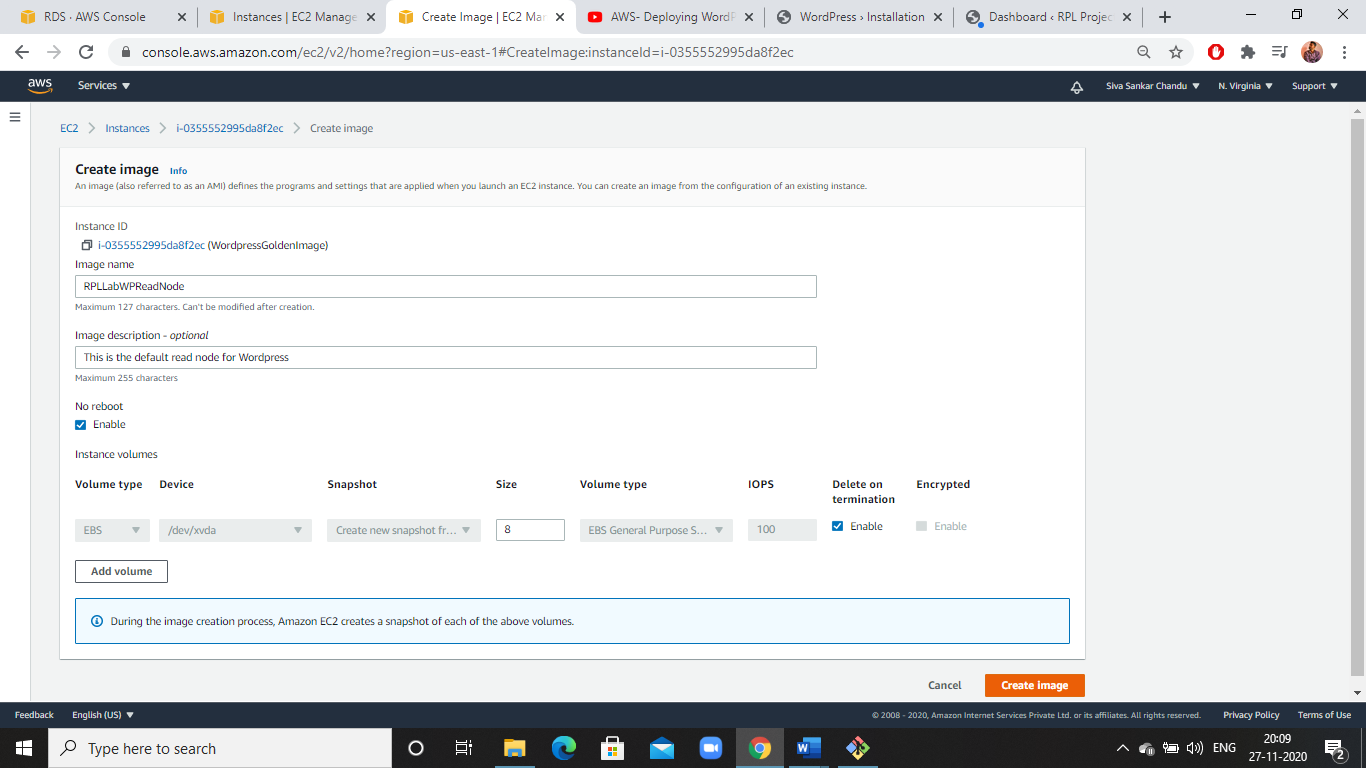 RDS · AWS Console
Instances | EC2 Manage
Create Image | EC2 Man
AWS- Deploying WordP
WordPress › Installation
Dashboard ‹ RPL Projec
console.aws.amazon.com/ec2/v2/home?region=us-east-1#CreateImage:instanceId=i-0355552995da8f2ec
aws
Services
Siva Sankar Chandu
N. Virginia
Support
EC2
Instances
i-0355552995da8f2ec
Create image
Create image Info
An image (also referred to as an AMI) defines the programs and settings that are applied when you launch an EC2 instance. You can create an image from the configuration of an existing instance.
Instance ID
i-0355552995da8f2ec (WordpressGoldenImage)
Image name
RPLLabWPReadNode
Maximum 127 characters. Can't be modified after creation.
Image description - optional
This is the default read node for Wordpress
Maximum 255 characters
No reboot
Enable
Instance volumes
Volume type Device Snapshot Size Volume type IOPS Delete on termination Encrypted
EBS /dev/xvda Create new snapshot fr... 8 EBS General Purpose S... 100 Enable Enable
Add volume
During the image creation process, Amazon EC2 creates a snapshot of each of the above volumes.
Cancel Create image
Feedback English (US) © 2008 - 2020, Amazon Internet Services Private Ltd. or its affiliates. All rights reserved. Privacy Policy Terms of Use
Type here to search
ENG
20:09
27-11-2020
2